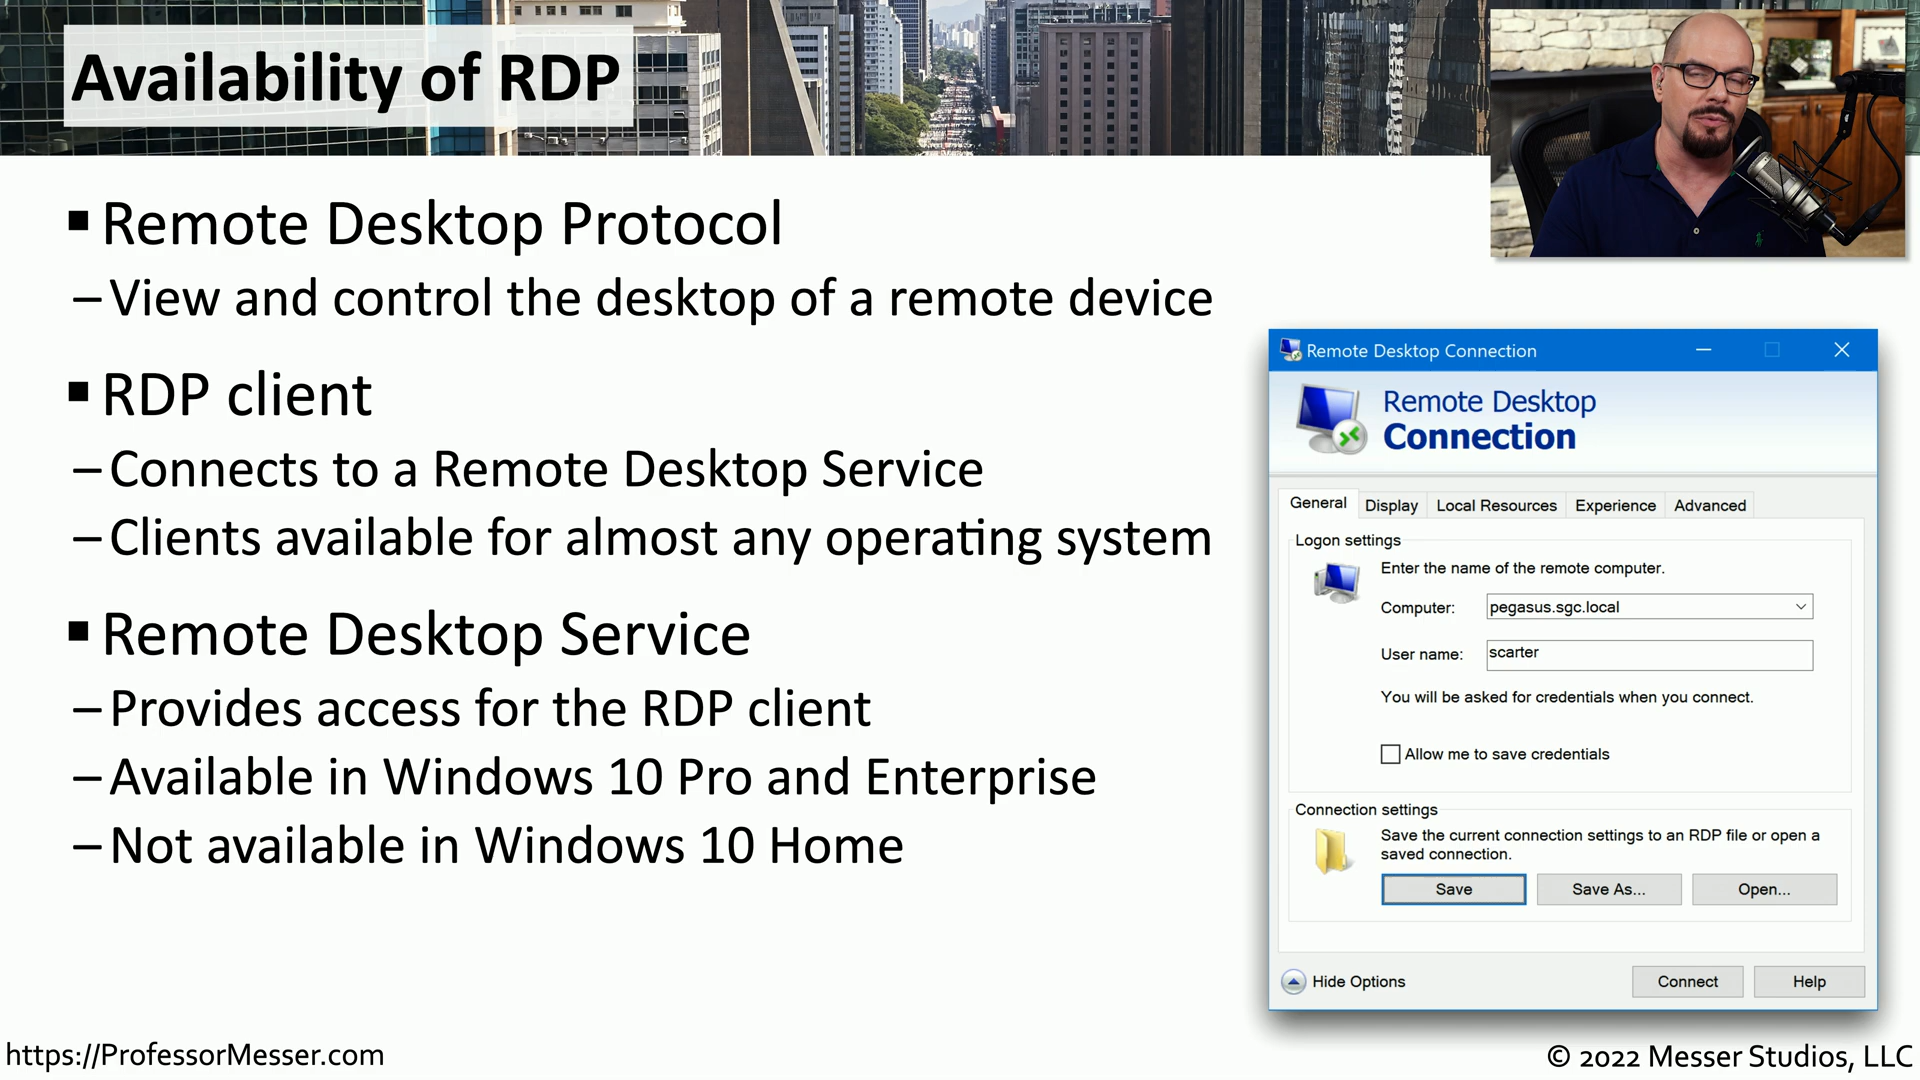 Availability of RDP
▪ Remote Desktop Protocol
– View and control the desktop of a remote device
▪ RDP client
– Connects to a Remote Desktop Service
– Clients available for almost any operating system
▪ Remote Desktop Service
– Provides access for the RDP client
– Available in Windows 10 Pro and Enterprise
– Not available in Windows 10 Home
Remote Desktop Connection
Remote Desktop
Connection
General Display Local Resources Experience Advanced
Logon settings
Enter the name of the remote computer.
Computer: pegasus.sgc.local
User name: scarter
You will be asked for credentials when you connect.
Allow me to save credentials
Connection settings
Save the current connection settings to an RDP file or open a
saved connection.
Save Save As... Open...
Hide Options Connect Help
https://ProfessorMesser.com
© 2022 Messer Studios, LLC